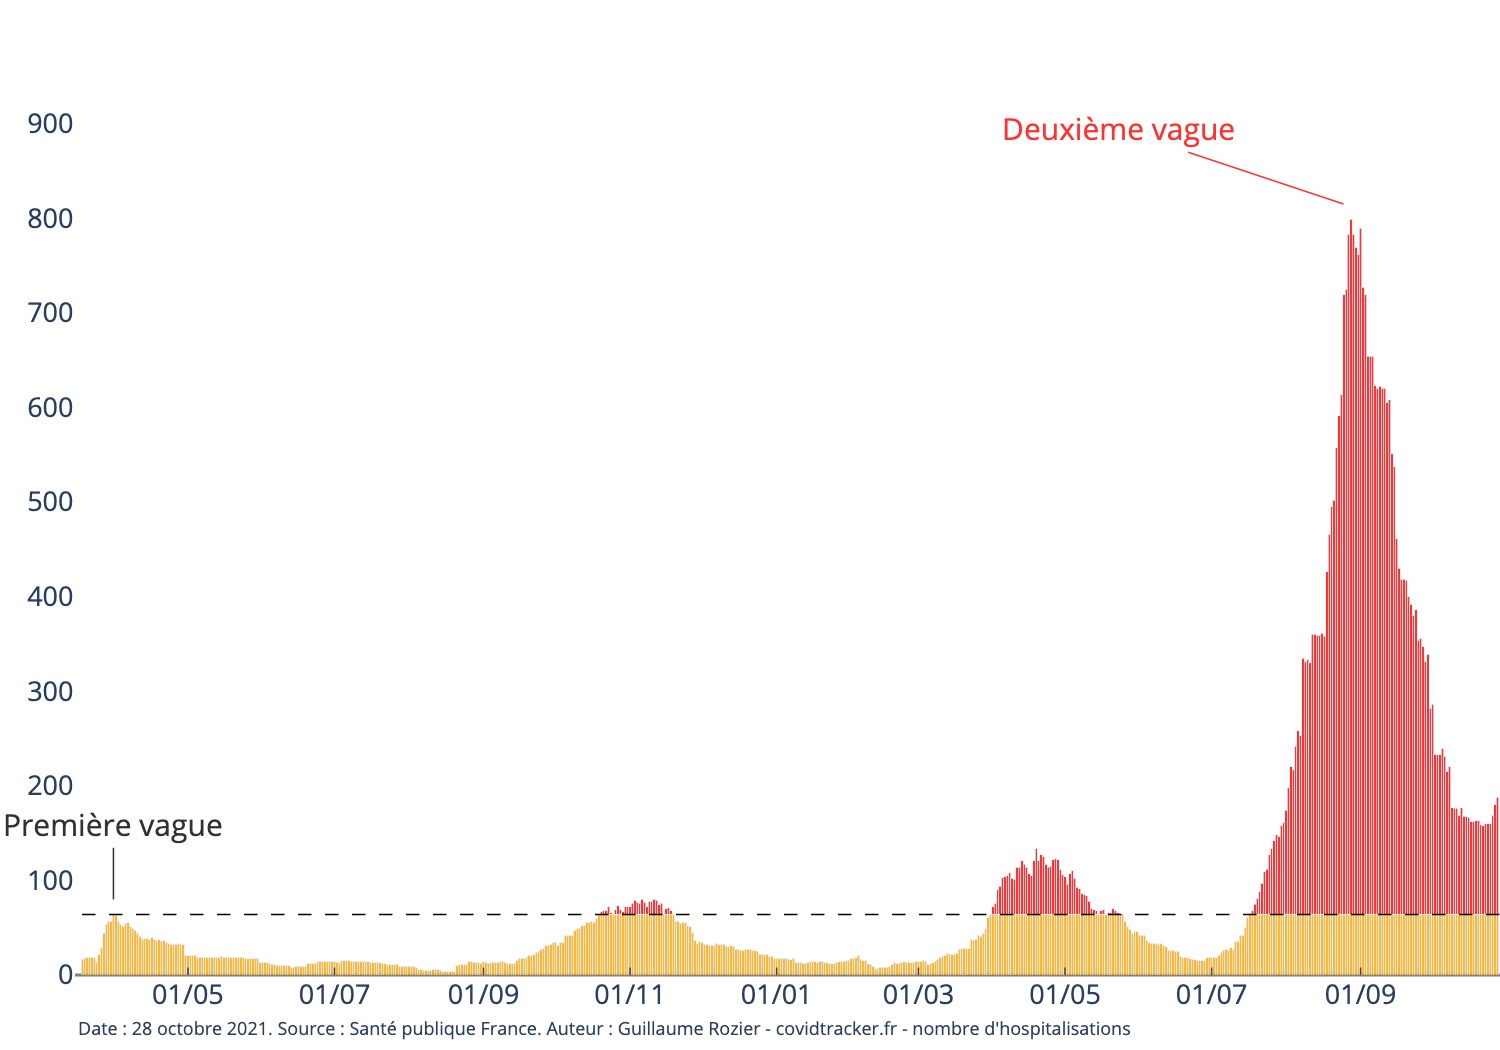 900
Deuxième vague
800
700
600
500
400
300
200
Première vague
100
0
01/05 01/07 01/09 01/11 01/01 01/03 01/05 01/07 01/09
Date : 28 octobre 2021. Source : Santé publique France. Auteur : Guillaume Rozier - covidtracker.fr - nombre d'hospitalisations